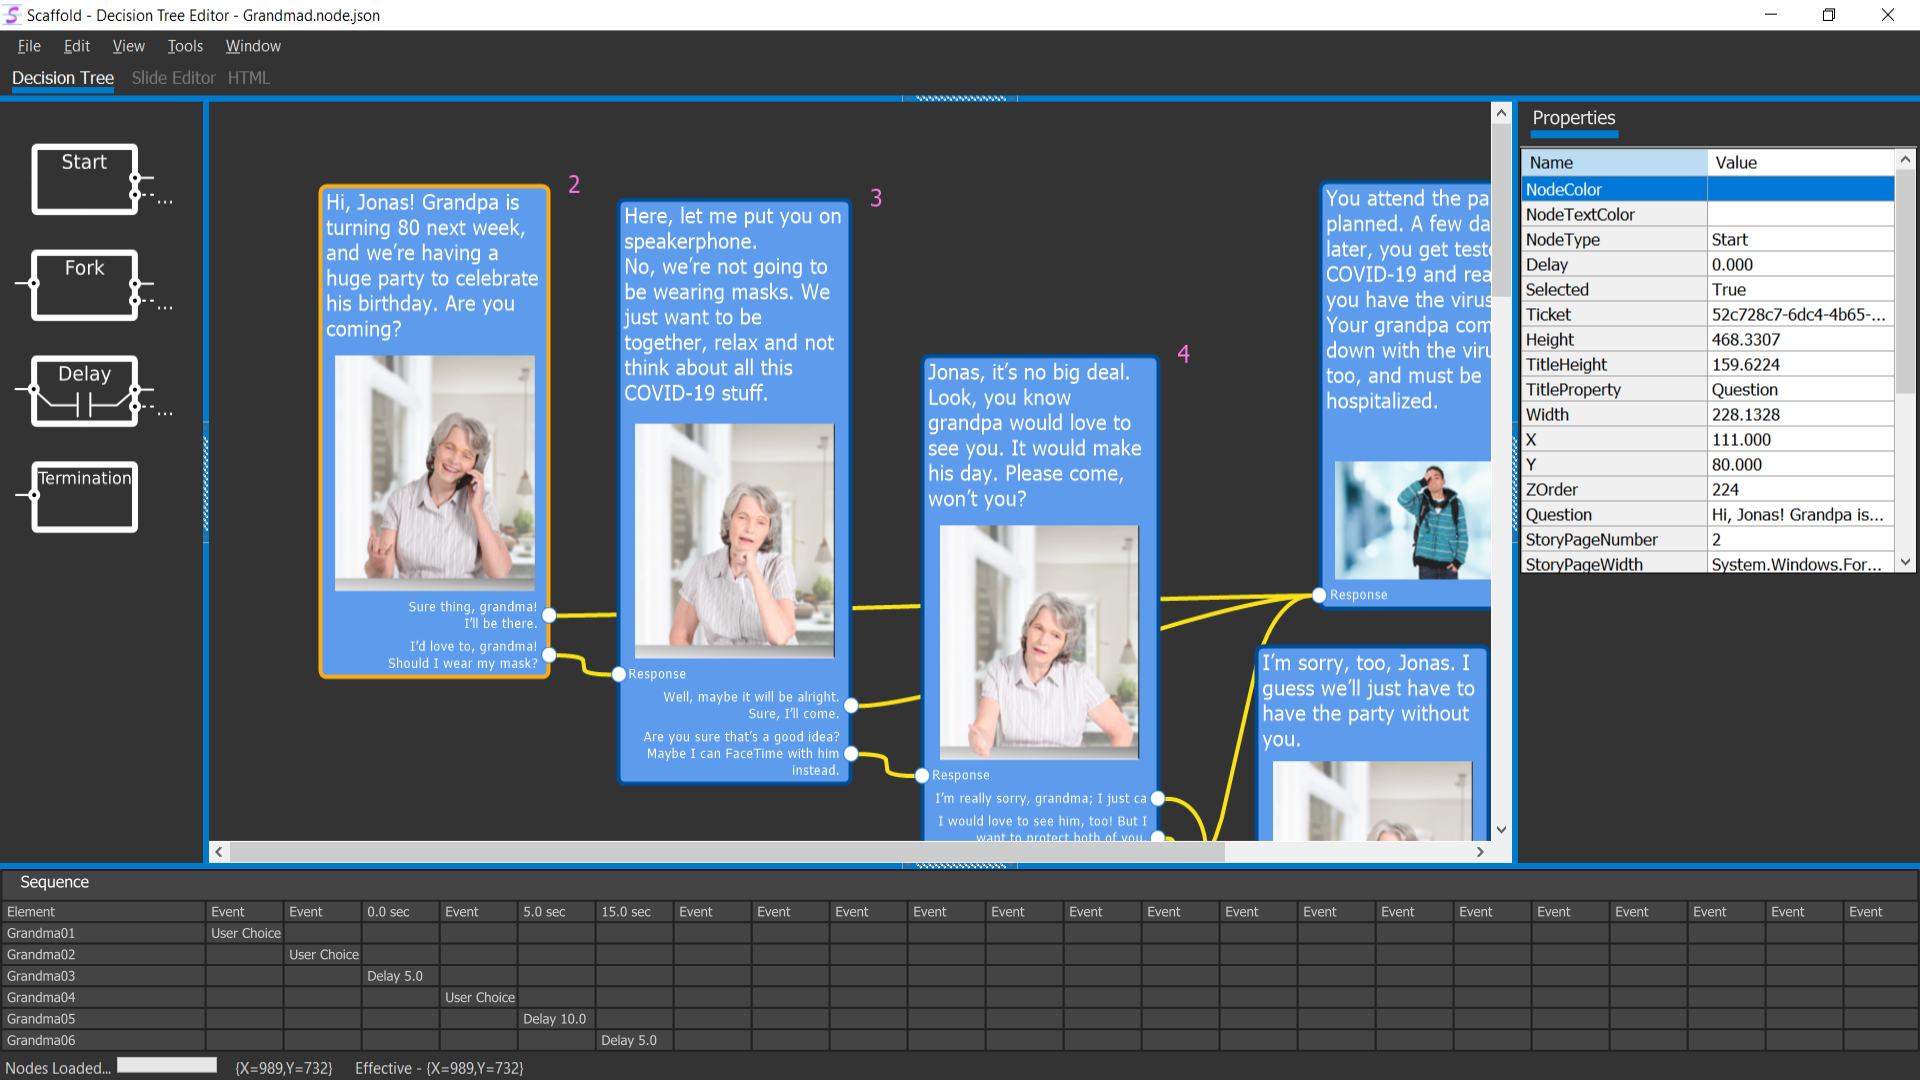 Scaffold - Decision Tree Editor - Grandmad.node.json
File Edit View Tools Window
Decision Tree Slide Editor HTML
Start
...
Fork
...
Delay
...
Termination
2
Hi, Jonas! Grandpa is
turning 80 next week,
and we’re having a
huge party to celebrate
his birthday. Are you
coming?
Sure thing, grandma!
I’ll be there.
I’d love to, grandma!
Should I wear my mask?
3
Here, let me put you on
speakerphone.
No, we’re not going to
be wearing masks. We
just want to be
together, relax and not
think about all this
COVID-19 stuff.
Response
Well, maybe it will be alright.
Sure, I’ll come.
Are you sure that’s a good idea?
Maybe I can FaceTime with him
instead.
4
Jonas, it’s no big deal.
Look, you know
grandpa would love to
see you. It would make
his day. Please come,
won’t you?
Response
I’m really sorry, grandma; I just ca
I would love to see him, too! But I
want to protect both of you.
You attend the pa
planned. A few da
later, you get teste
COVID-19 and rea
you have the virus
Your grandpa com
down with the viru
too, and must be
hospitalized.
Response
I’m sorry, too, Jonas. I
guess we’ll just have to
have the party without
you.
Properties
Name Value
NodeColor
NodeTextColor
NodeType Start
Delay 0.000
Selected True
Ticket 52c728c7-6dc4-4b65-...
Height 468.3307
TitleHeight 159.6224
TitleProperty Question
Width 228.1328
X 111.000
Y 80.000
ZOrder 224
Question Hi, Jonas! Grandpa is...
StoryPageNumber 2
StoryPageWidth System.Windows.For...
Sequence
Element Event Event 0.0 sec Event 5.0 sec 15.0 sec Event Event Event Event Event Event Event Event Event Event Event Event Event Event Event Event
Grandma01 User Choice
Grandma02 User Choice
Grandma03 Delay 5.0
Grandma04 User Choice
Grandma05 Delay 10.0
Grandma06 Delay 5.0
Nodes Loaded... {X=989,Y=732} Effective - {X=989,Y=732}